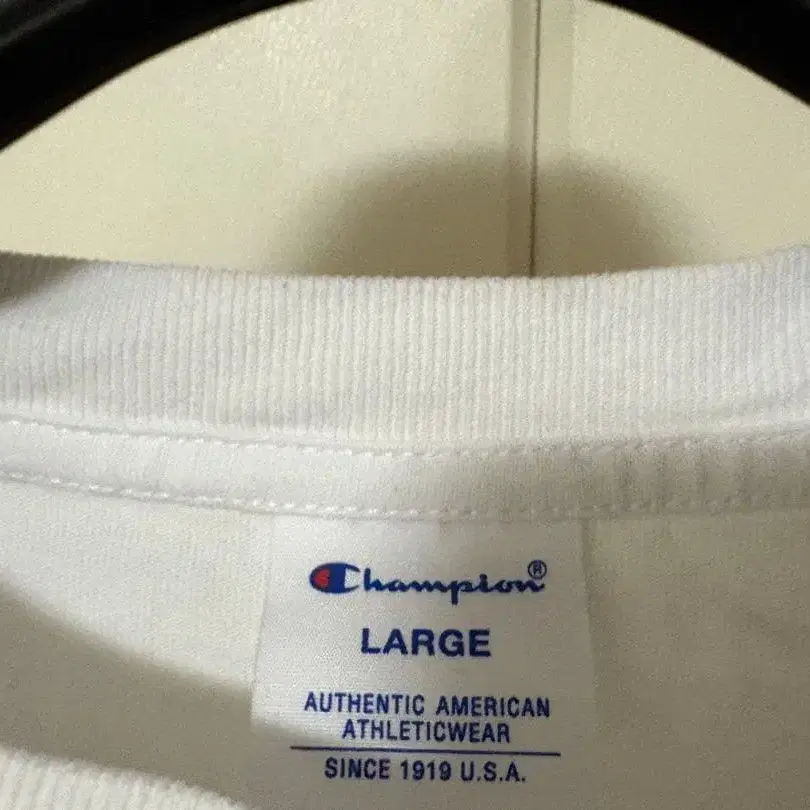 Champion®
LARGE
AUTHENTIC AMERICAN
ATHLETICWEAR
SINCE 1919 U.S.A.